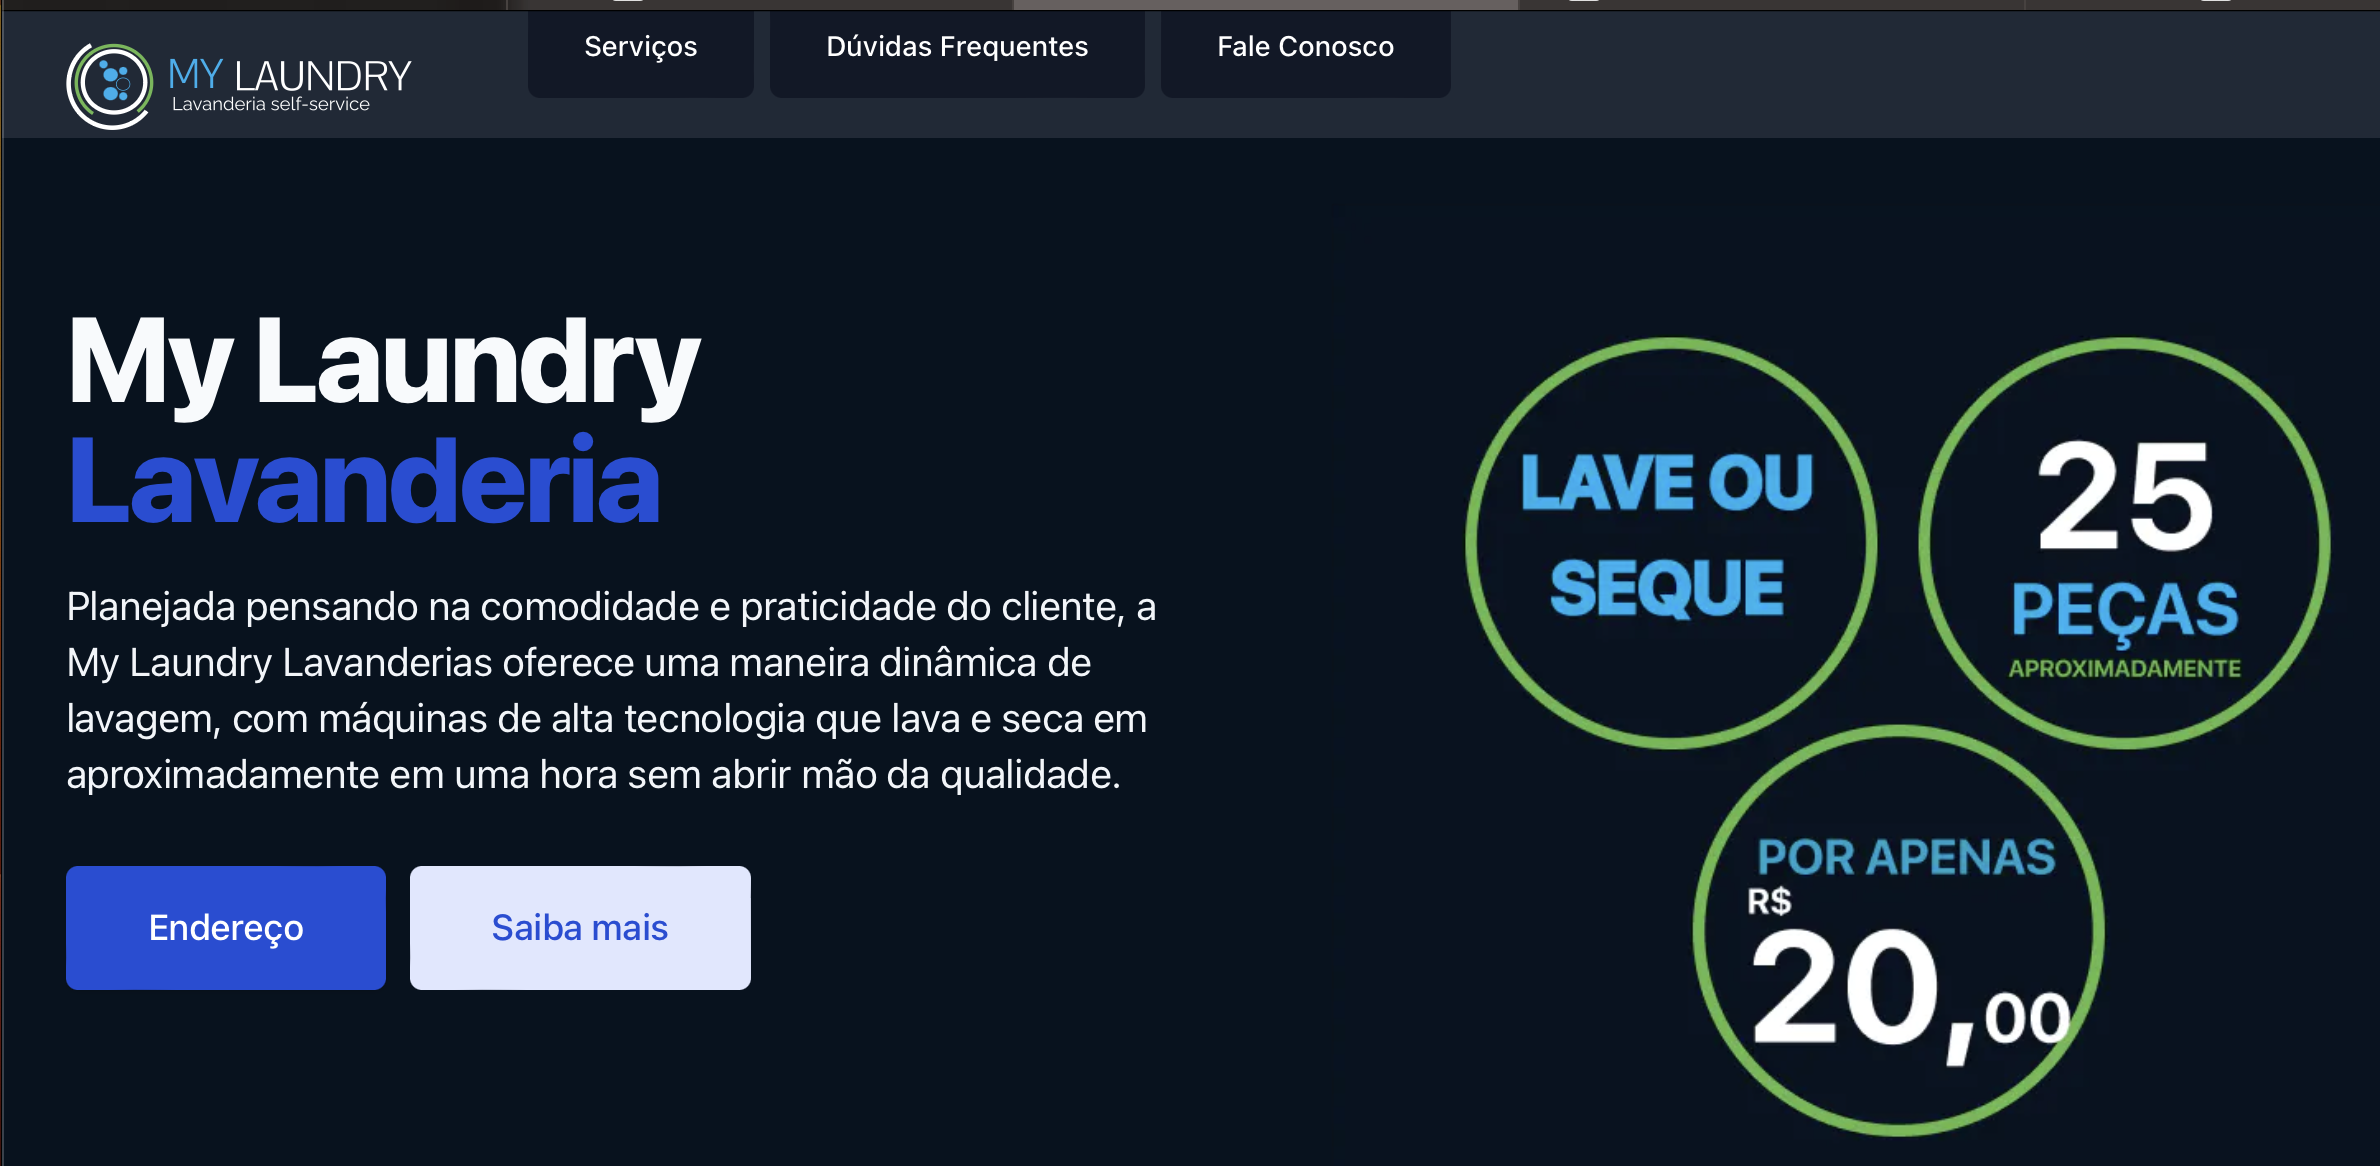 MY LAUNDRY
Lavanderia self-service
Serviços
Dúvidas Frequentes
Fale Conosco
My Laundry
Lavanderia
Planejada pensando na comodidade e praticidade do cliente, a
My Laundry Lavanderias oferece uma maneira dinâmica de
lavagem, com máquinas de alta tecnologia que lava e seca em
aproximadamente em uma hora sem abrir mão da qualidade.
Endereço
Saiba mais
LAVE OU
SEQUE
25
PEÇAS
APROXIMADAMENTE
POR APENAS
R$
20,00